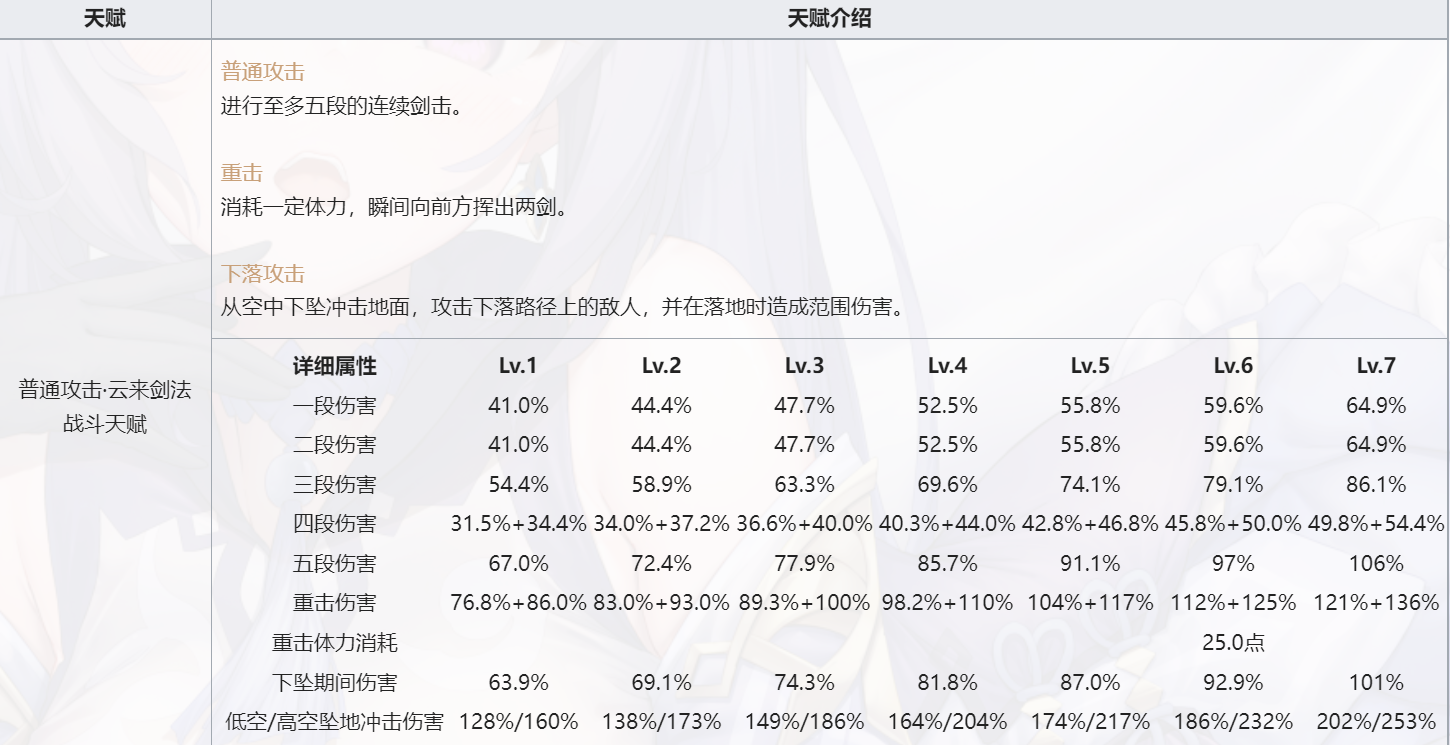 天赋 天赋介绍
普通攻击
进行至多五段的连续剑击。
重击
消耗一定体力，瞬间向前方挥出两剑。
下落攻击
从空中下坠冲击地面，攻击下落路径上的敌人，并在落地时造成范围伤害。
普通攻击·云来剑法
战斗天赋
详细属性 Lv.1 Lv.2 Lv.3 Lv.4 Lv.5 Lv.6 Lv.7
一段伤害 41.0% 44.4% 47.7% 52.5% 55.8% 59.6% 64.9%
二段伤害 41.0% 44.4% 47.7% 52.5% 55.8% 59.6% 64.9%
三段伤害 54.4% 58.9% 63.3% 69.6% 74.1% 79.1% 86.1%
四段伤害 31.5%+34.4% 34.0%+37.2% 36.6%+40.0% 40.3%+44.0% 42.8%+46.8% 45.8%+50.0% 49.8%+54.4%
五段伤害 67.0% 72.4% 77.9% 85.7% 91.1% 97% 106%
重击伤害 76.8%+86.0% 83.0%+93.0% 89.3%+100% 98.2%+110% 104%+117% 112%+125% 121%+136%
重击体力消耗 25.0点
下坠期间伤害 63.9% 69.1% 74.3% 81.8% 87.0% 92.9% 101%
低空/高空坠地冲击伤害 128%/160% 138%/173% 149%/186% 164%/204% 174%/217% 186%/232% 202%/253%